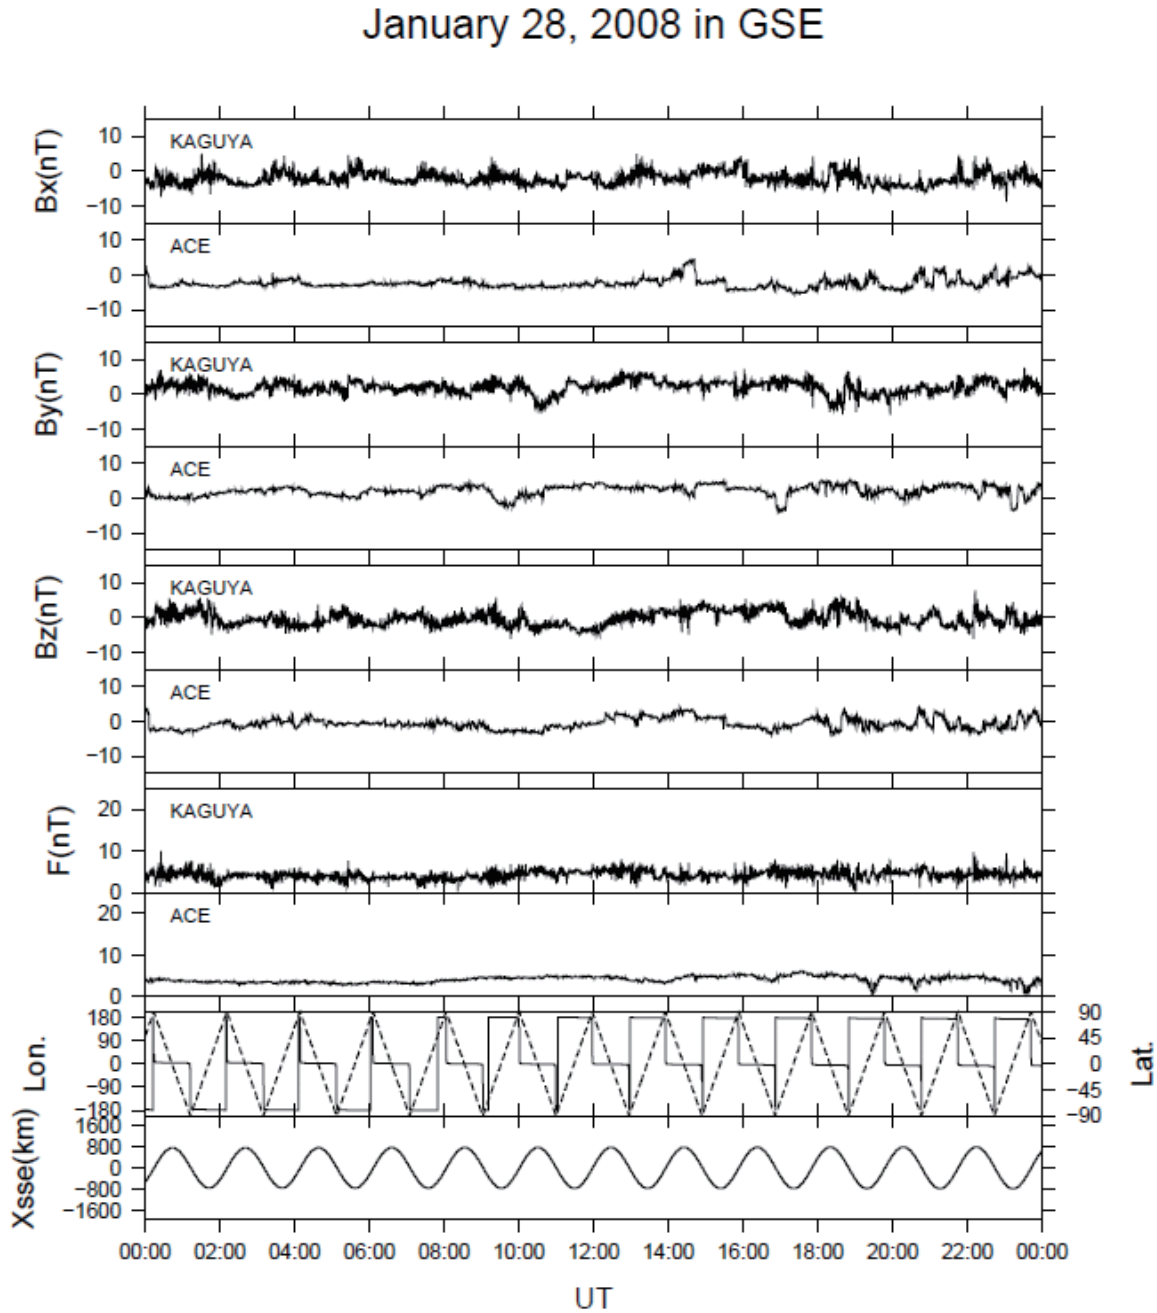 January 28, 2008 in GSE
Bx(nT)
10
0
−10
KAGUYA
10
0
−10
ACE
By(nT)
10
0
−10
KAGUYA
10
0
−10
ACE
Bz(nT)
10
0
−10
KAGUYA
10
0
−10
ACE
F(nT)
20
10
0
KAGUYA
20
10
0
ACE
Lon.
180
90
0
−90
−180
90
45
0
−45
−90
Lat.
Xsse(km)
1600
800
0
−800
−1600
00:00 02:00 04:00 06:00 08:00 10:00 12:00 14:00 16:00 18:00 20:00 22:00 00:00
UT